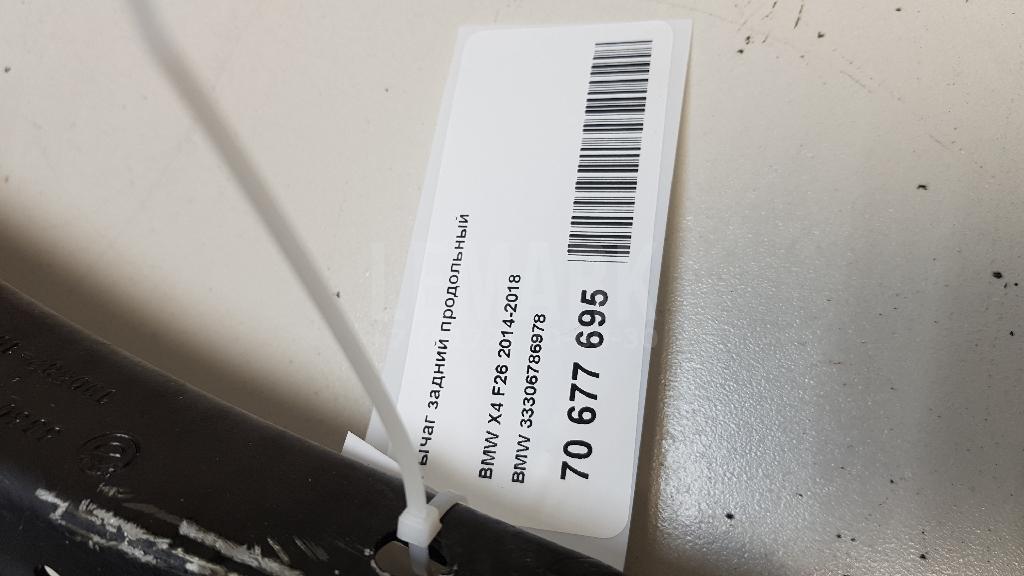 ычаг задний продольный
BMW X4 F26 2014-2018
BMW 33306786978
70 677 695